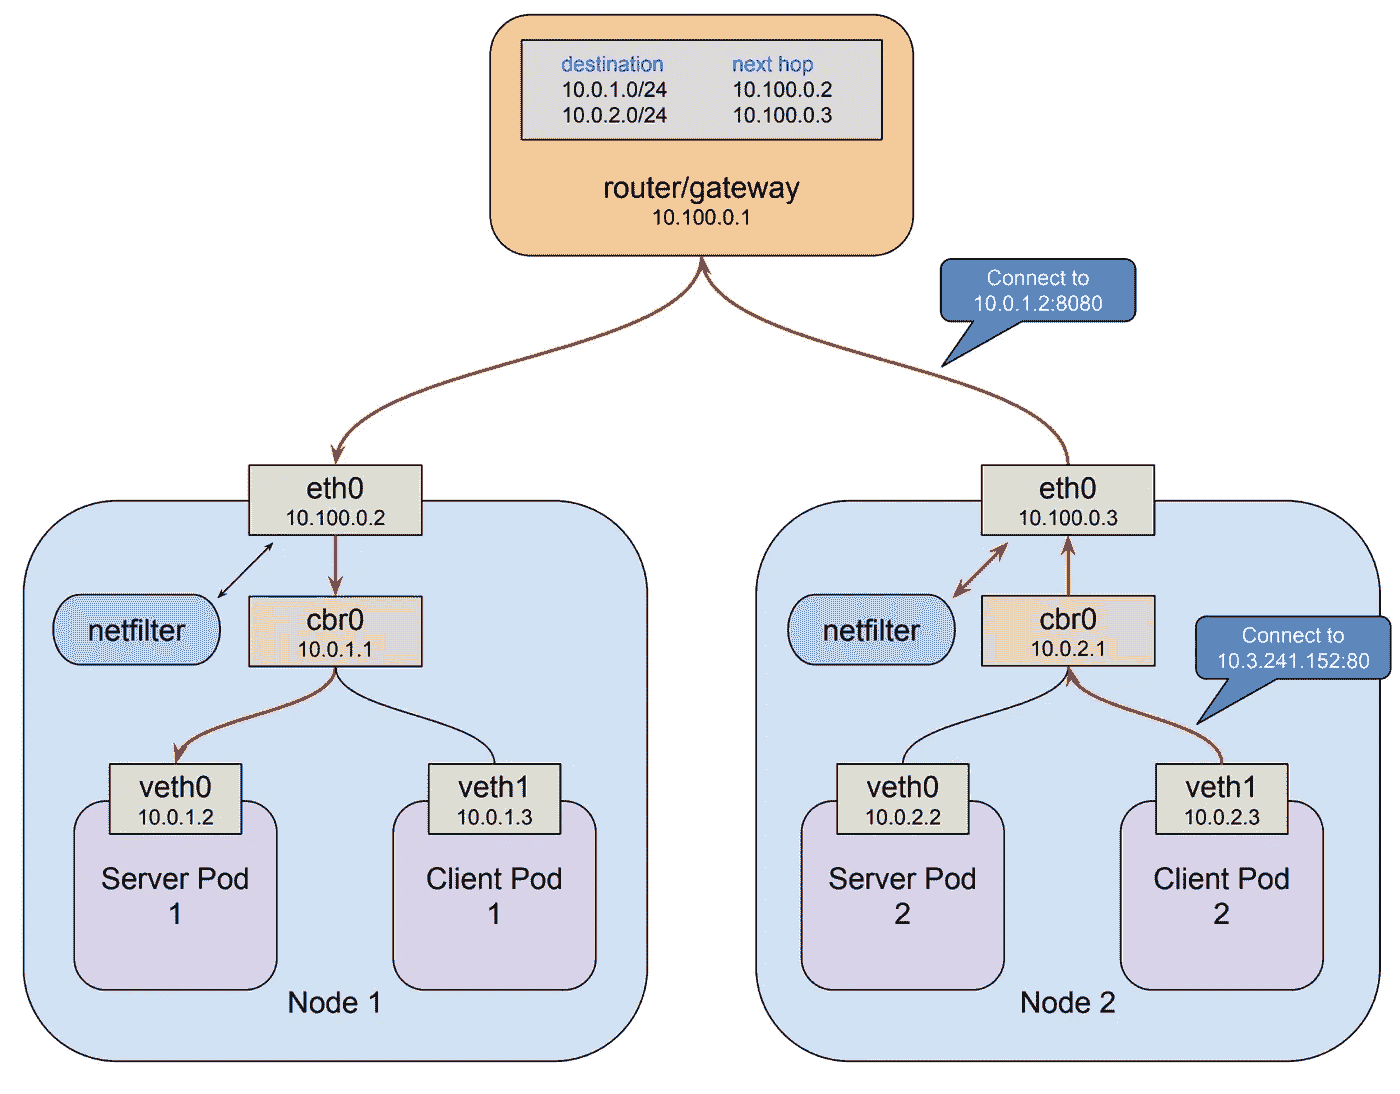 destination next hop
10.0.1.0/24 10.100.0.2
10.0.2.0/24 10.100.0.3
router/gateway
10.100.0.1
Connect to
10.0.1.2:8080
eth0
10.100.0.2
eth0
10.100.0.3
netfilter
cbr0
10.0.1.1
netfilter
cbr0
10.0.2.1
Connect to
10.3.241.152:80
veth0
10.0.1.2
veth1
10.0.1.3
veth0
10.0.2.2
veth1
10.0.2.3
Server Pod
1
Client Pod
1
Server Pod
2
Client Pod
2
Node 1
Node 2